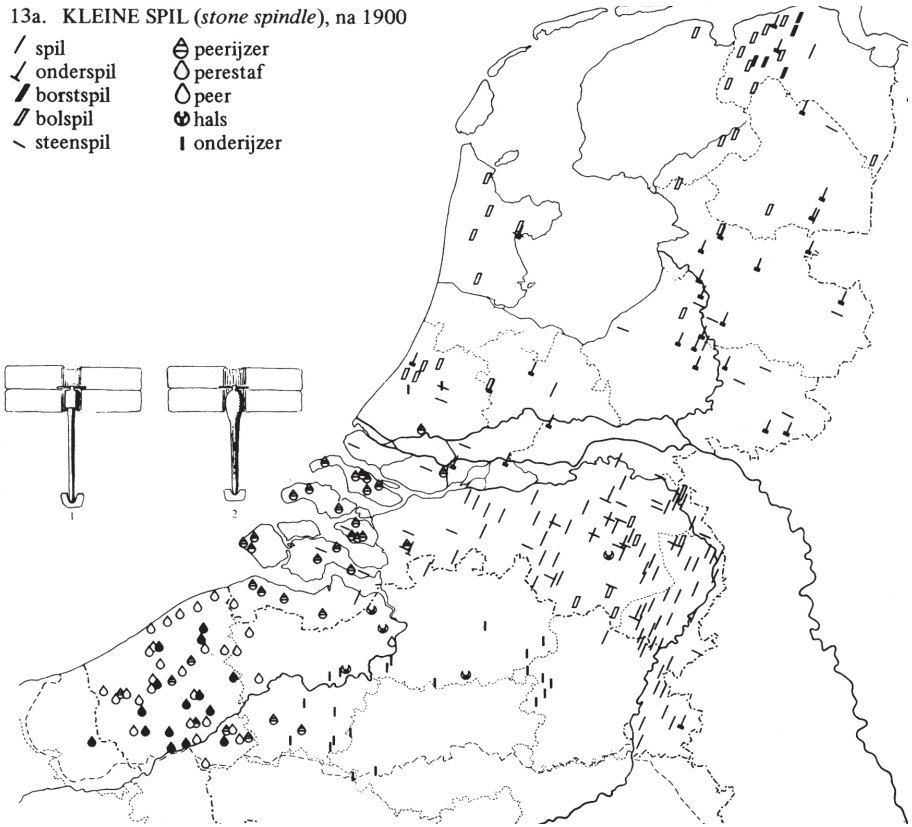 13a. KLEINE SPIL (stone spindle), na 1900
spil
onderspil
borstspil
bolspil
steenspil
peerijzer
perestaf
peer
hals
onderijzer
1
2